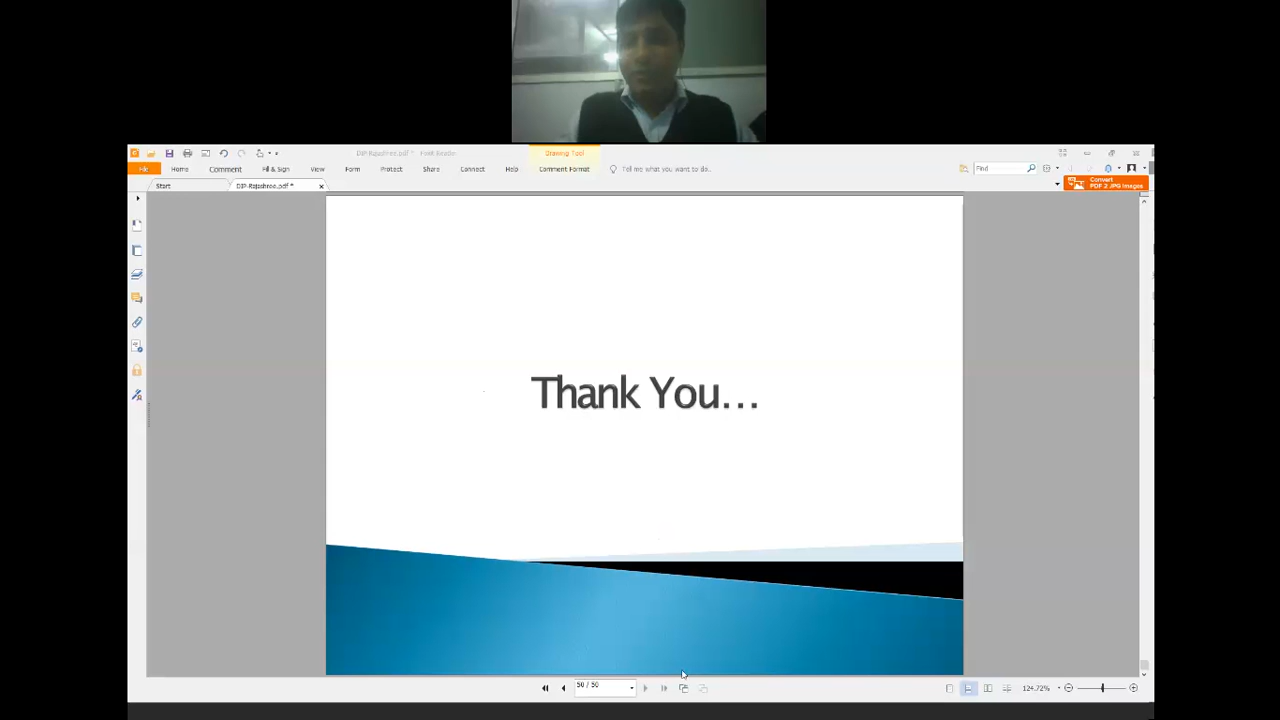 DIP-Rajashree.pdf * - Foxit Reader
Drawing Tool
File
Home
Comment
Fill & Sign
View
Form
Protect
Share
Connect
Help
Comment Format
Tell me what you want to do..
Find
Start
DIP-Rajashree.pdf *
Convert
PDF 2 JPG Images
Thank You...
50 / 50
124.72%